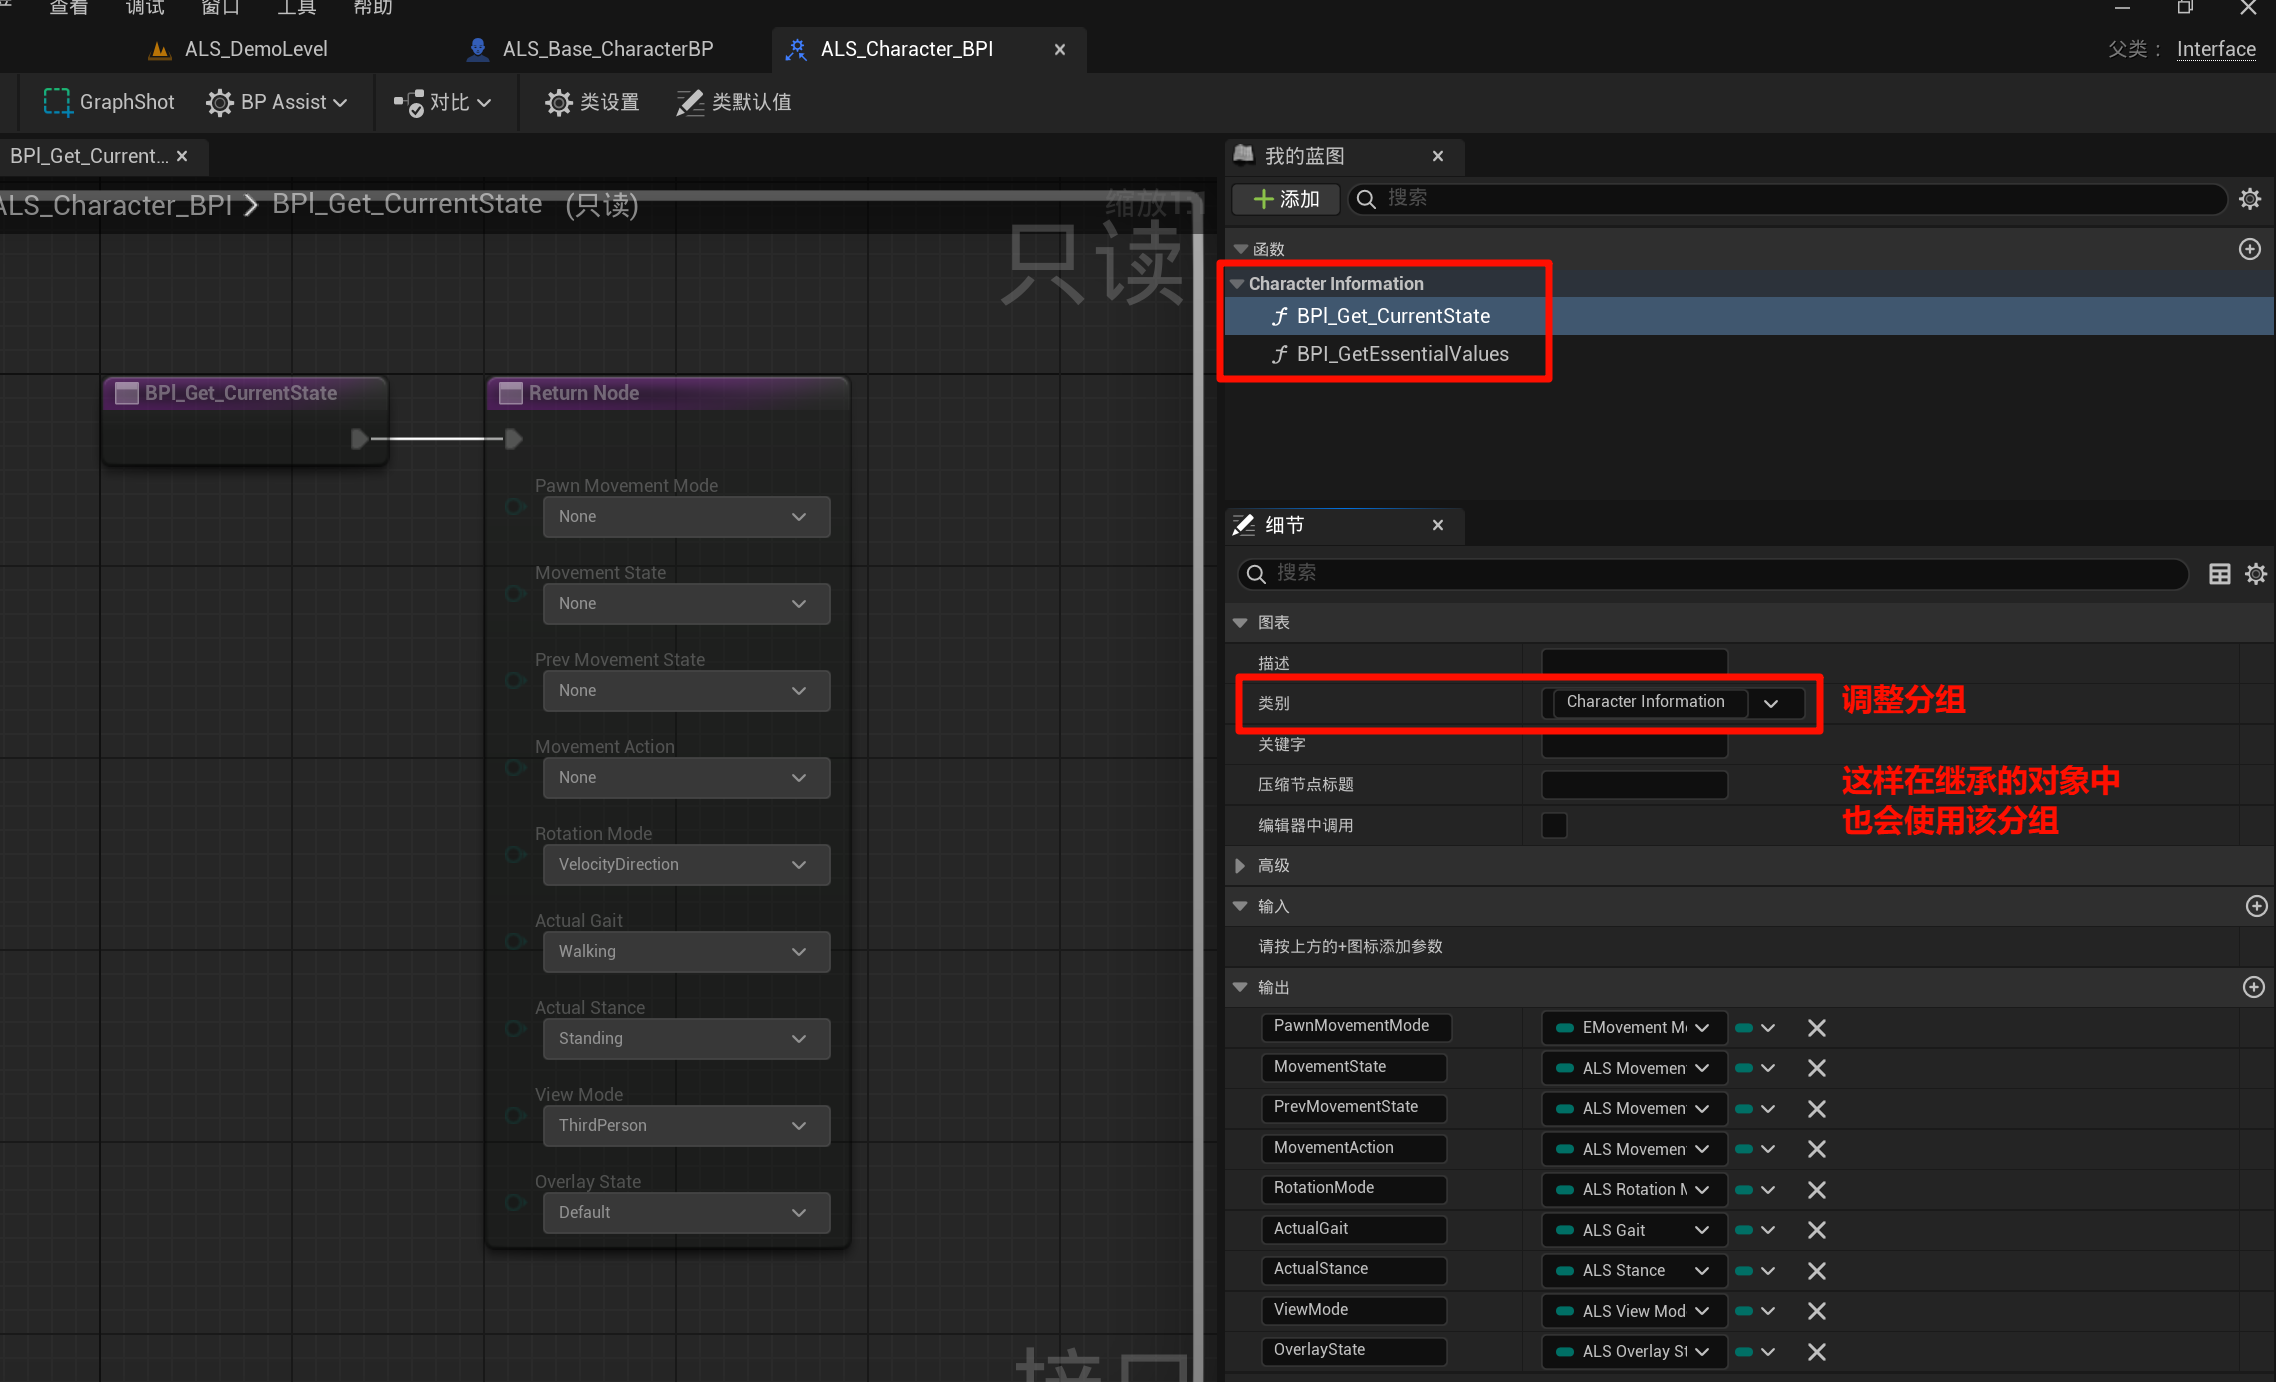 查看 调试 窗口 工具 帮助
ALS_DemoLevel ALS_Base_CharacterBP ALS_Character_BPI
父类： Interface
GraphShot BP Assist 对比 类设置 类默认值
BPl_Get_Current...
ALS_Character_BPI > BPl_Get_CurrentState (只读)
缩放1:1
只读
BPl_Get_CurrentState
Return Node
Pawn Movement Mode
None
Movement State
None
Prev Movement State
None
Movement Action
None
Rotation Mode
VelocityDirection
Actual Gait
Walking
Actual Stance
Standing
View Mode
ThirdPerson
Overlay State
Default
接口
我的蓝图
添加 搜索
函数
Character Information
BPl_Get_CurrentState
BPI_GetEssentialValues
细节
搜索
图表
描述
类别 Character Information 调整分组
关键字
压缩节点标题
编辑器中调用
这样在继承的对象中
也会使用该分组
高级
输入
请按上方的+图标添加参数
输出
PawnMovementMode EMovement M
MovementState ALS Movemen
PrevMovementState ALS Movemen
MovementAction ALS Movemen
RotationMode ALS Rotation
ActualGait ALS Gait
ActualStance ALS Stance
ViewMode ALS View Mod
OverlayState ALS Overlay St